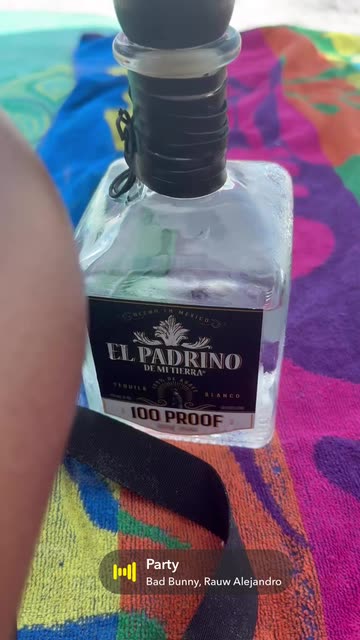 HECHO EN MEXICO
EL PADRINO
DE MI TIERRA®
TEQUILA BLANCO
100 PROOF
Party
Bad Bunny, Rauw Alejandro